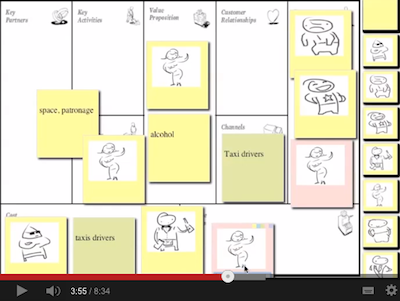 Key
Partners
Key
Activities
Value
Proposition
Customer
Relationships
space, patronage
alcohol
Channels
Taxi drivers
Cost
taxis drivers
3:55 / 8:34